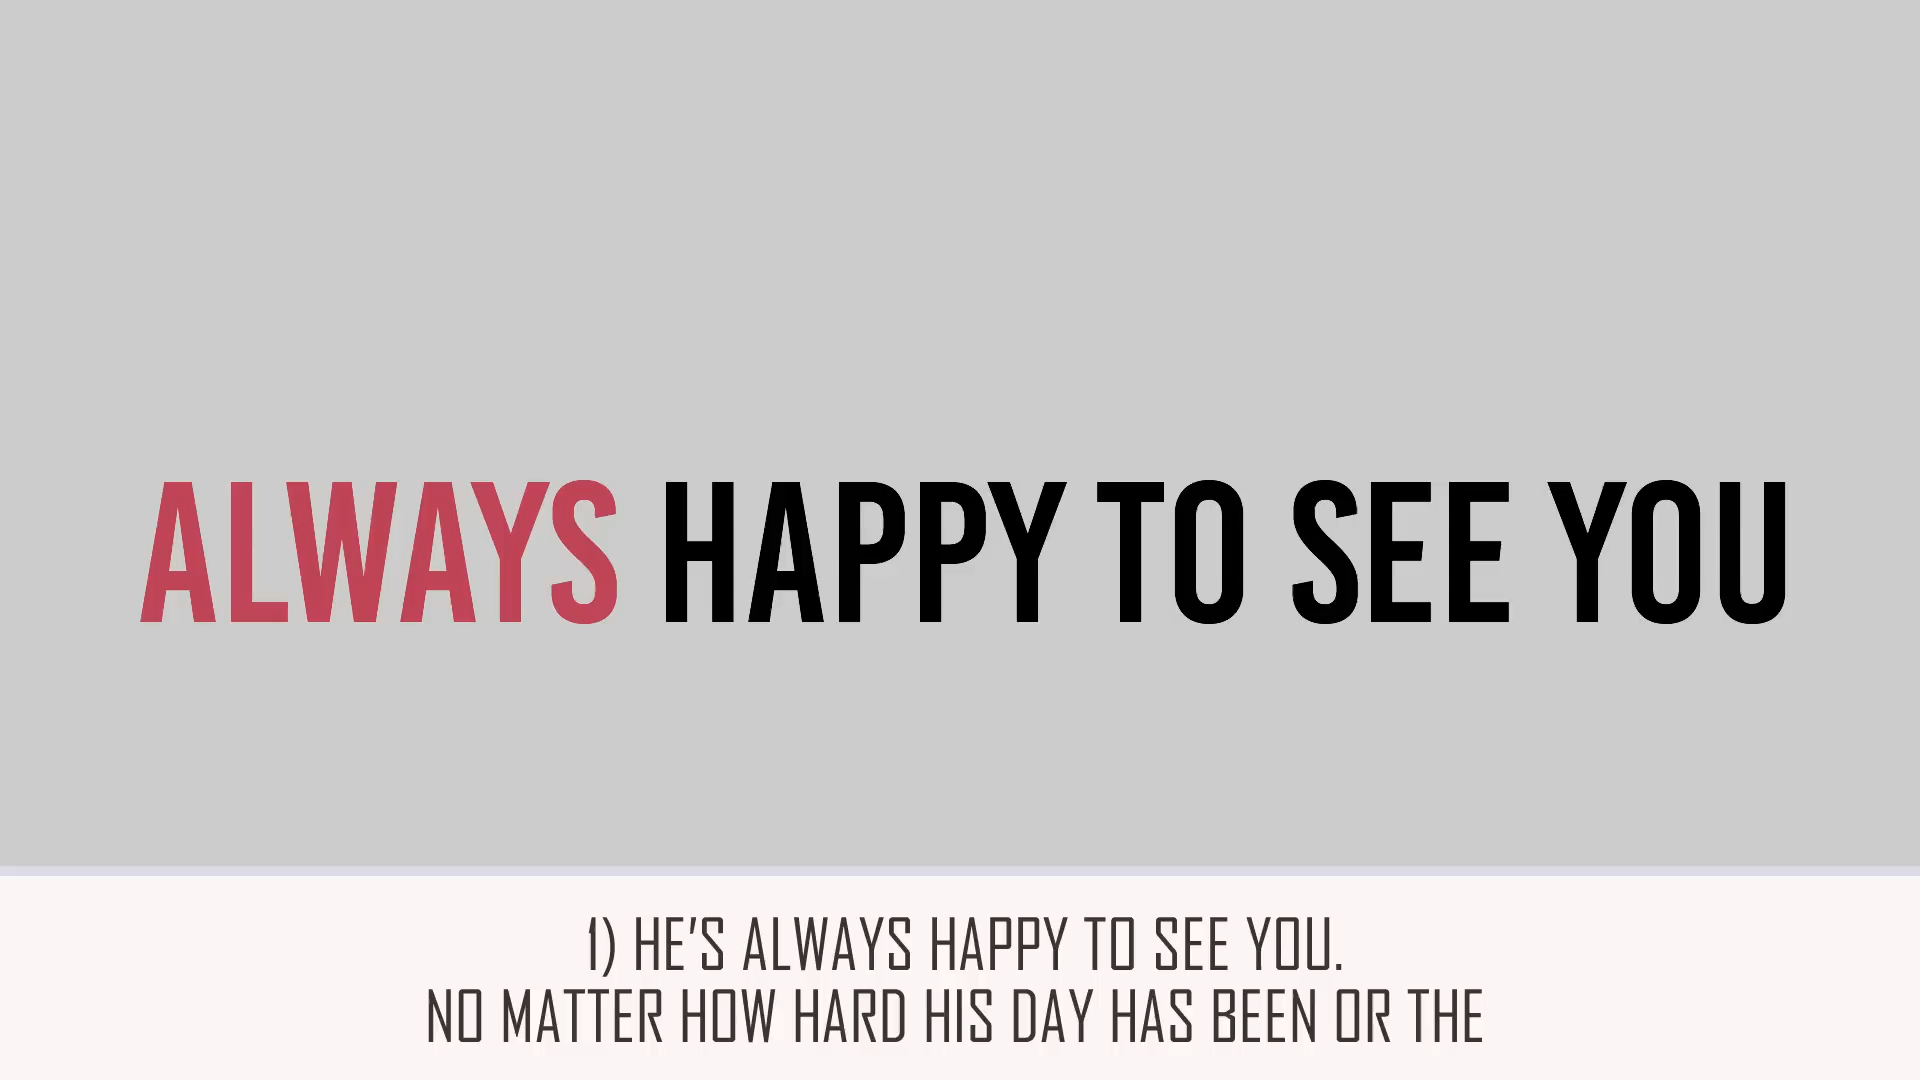 ALWAYS HAPPY TO SEE YOU
1) HE'S ALWAYS HAPPY TO SEE YOU.
NO MATTER HOW HARD HIS DAY HAS BEEN OR THE